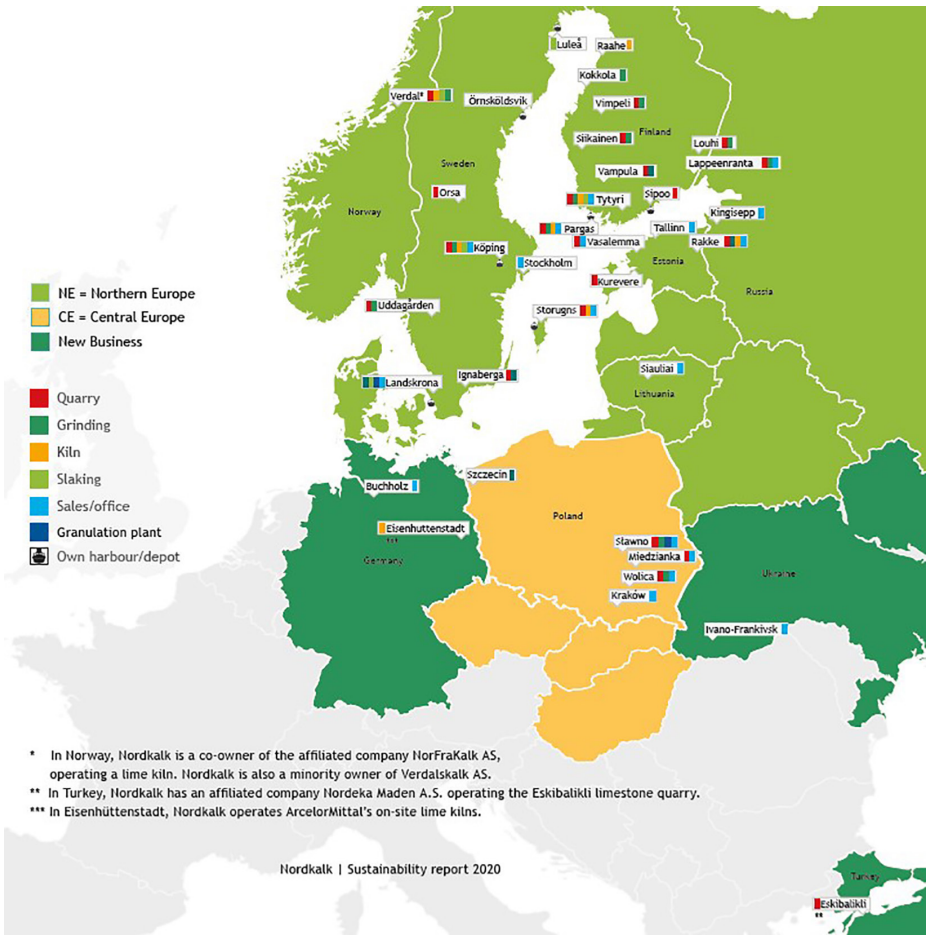 Luleå
Raahe
Kokkola
Verdal*
Örnsköldsvik
Vimpeli
Siikainen
Finland
Louhi
Lappeenranta
Sweden
Vampula
Orsa
Tytyri
Sipoo
Norway
Kingisepp
Pargas
Tallinn
Vasalemma
Rakke
Köping
Stockholm
Estonia
Kurevere
Russia
NE = Northern Europe
CE = Central Europe
New Business
Uddagården
Storugns
Ignaberga
Siauliai
Landskrona
Lithuania
Quarry
Grinding
Kiln
Slaking
Sales/office
Granulation plant
Own harbour/depot
Szczecin
Buchholz
Poland
Eisenhuttenstadt
***
Germany
Sławno
Miedzianka
Wolica
Kraków
Ukraine
Ivano-Frankivsk
* In Norway, Nordkalk is a co-owner of the affiliated company NorFraKalk AS,
operating a lime kiln. Nordkalk is also a minority owner of Verdalskalk AS.
** In Turkey, Nordkalk has an affiliated company Nordeka Maden A.S. operating the Eskibalikli limestone quarry.
*** In Eisenhüttenstadt, Nordkalk operates ArcelorMittal's on-site lime kilns.
Nordkalk | Sustainability report 2020
Turkey
Eskibalikli
**